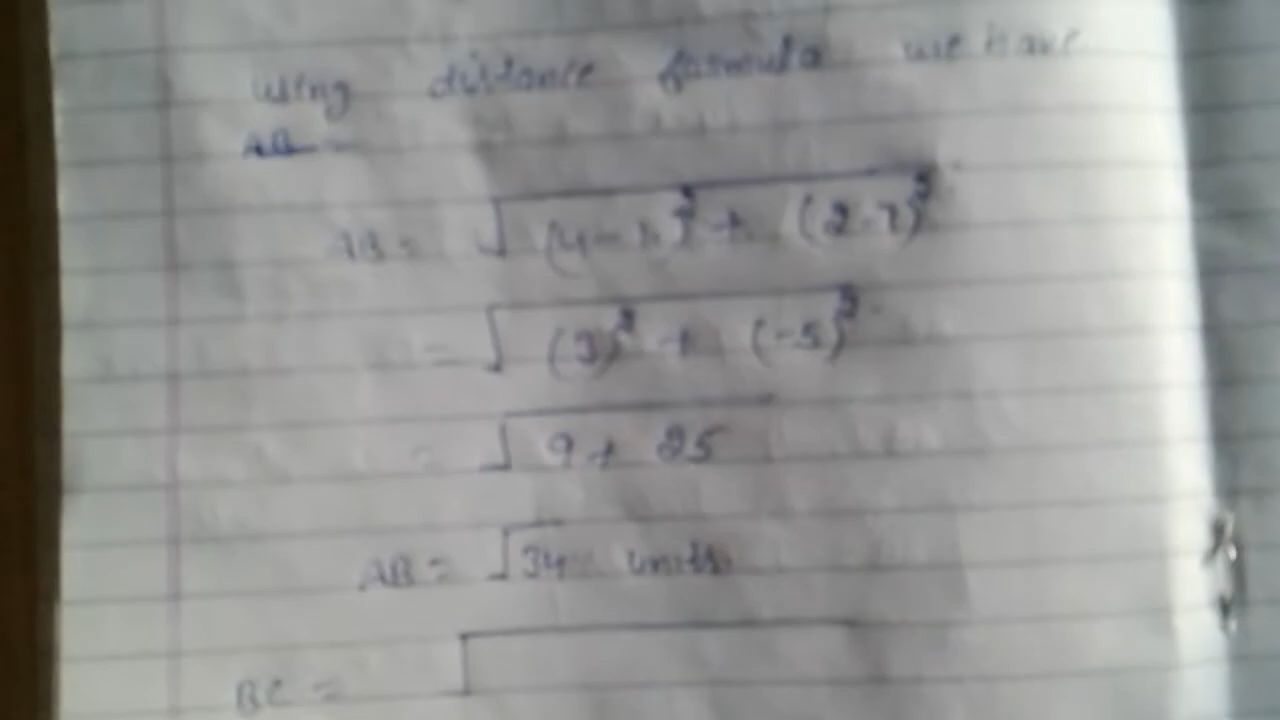 using distance formula we have
AB =
AB = √(4-1)² + (2-7)²
= √(3)² + (-5)²
= √9+ 25
AB = √34 units.
BC = √